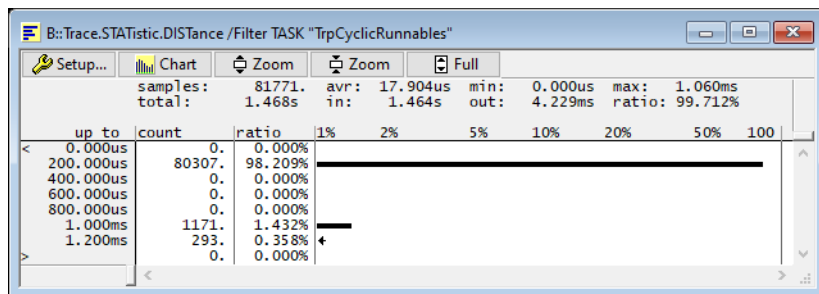 B::Trace.STATistic.DISTance /Filter TASK "TrpCyclicRunnables"
Setup... Chart Zoom Zoom Full
samples: 81771. avr: 17.904us min: 0.000us max: 1.060ms
total: 1.468s in: 1.464s out: 4.229ms ratio: 99.712%
up to count ratio 1% 2% 5% 10% 20% 50% 100
< 0.000us 0. 0.000%
200.000us 80307. 98.209%
400.000us 0. 0.000%
600.000us 0. 0.000%
800.000us 0. 0.000%
1.000ms 1171. 1.432%
1.200ms 293. 0.358%
> 0. 0.000%